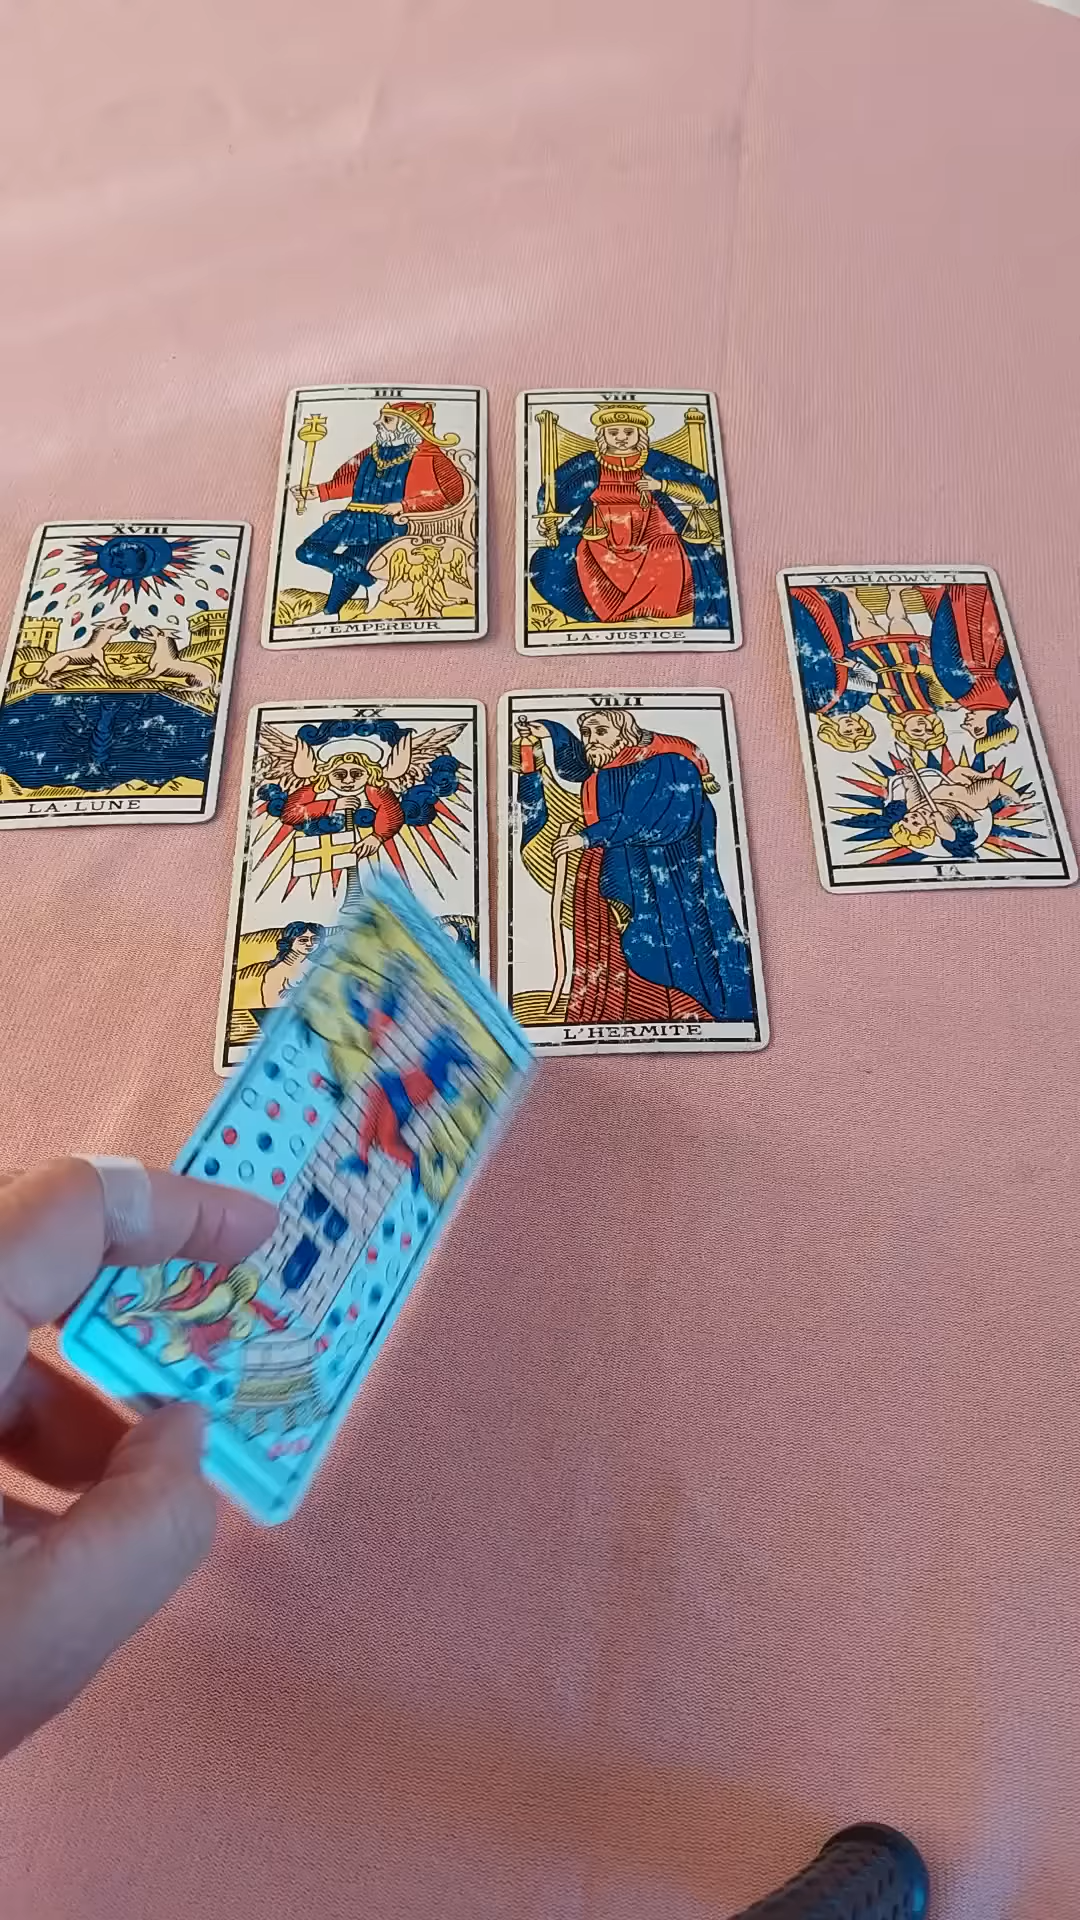 IIII
L'EMPEREUR
VIII
LA·JUSTICE
XVIII
LA·LUNE
L'AMOVREVX
VI
XX
VIIII
L'HERMITE